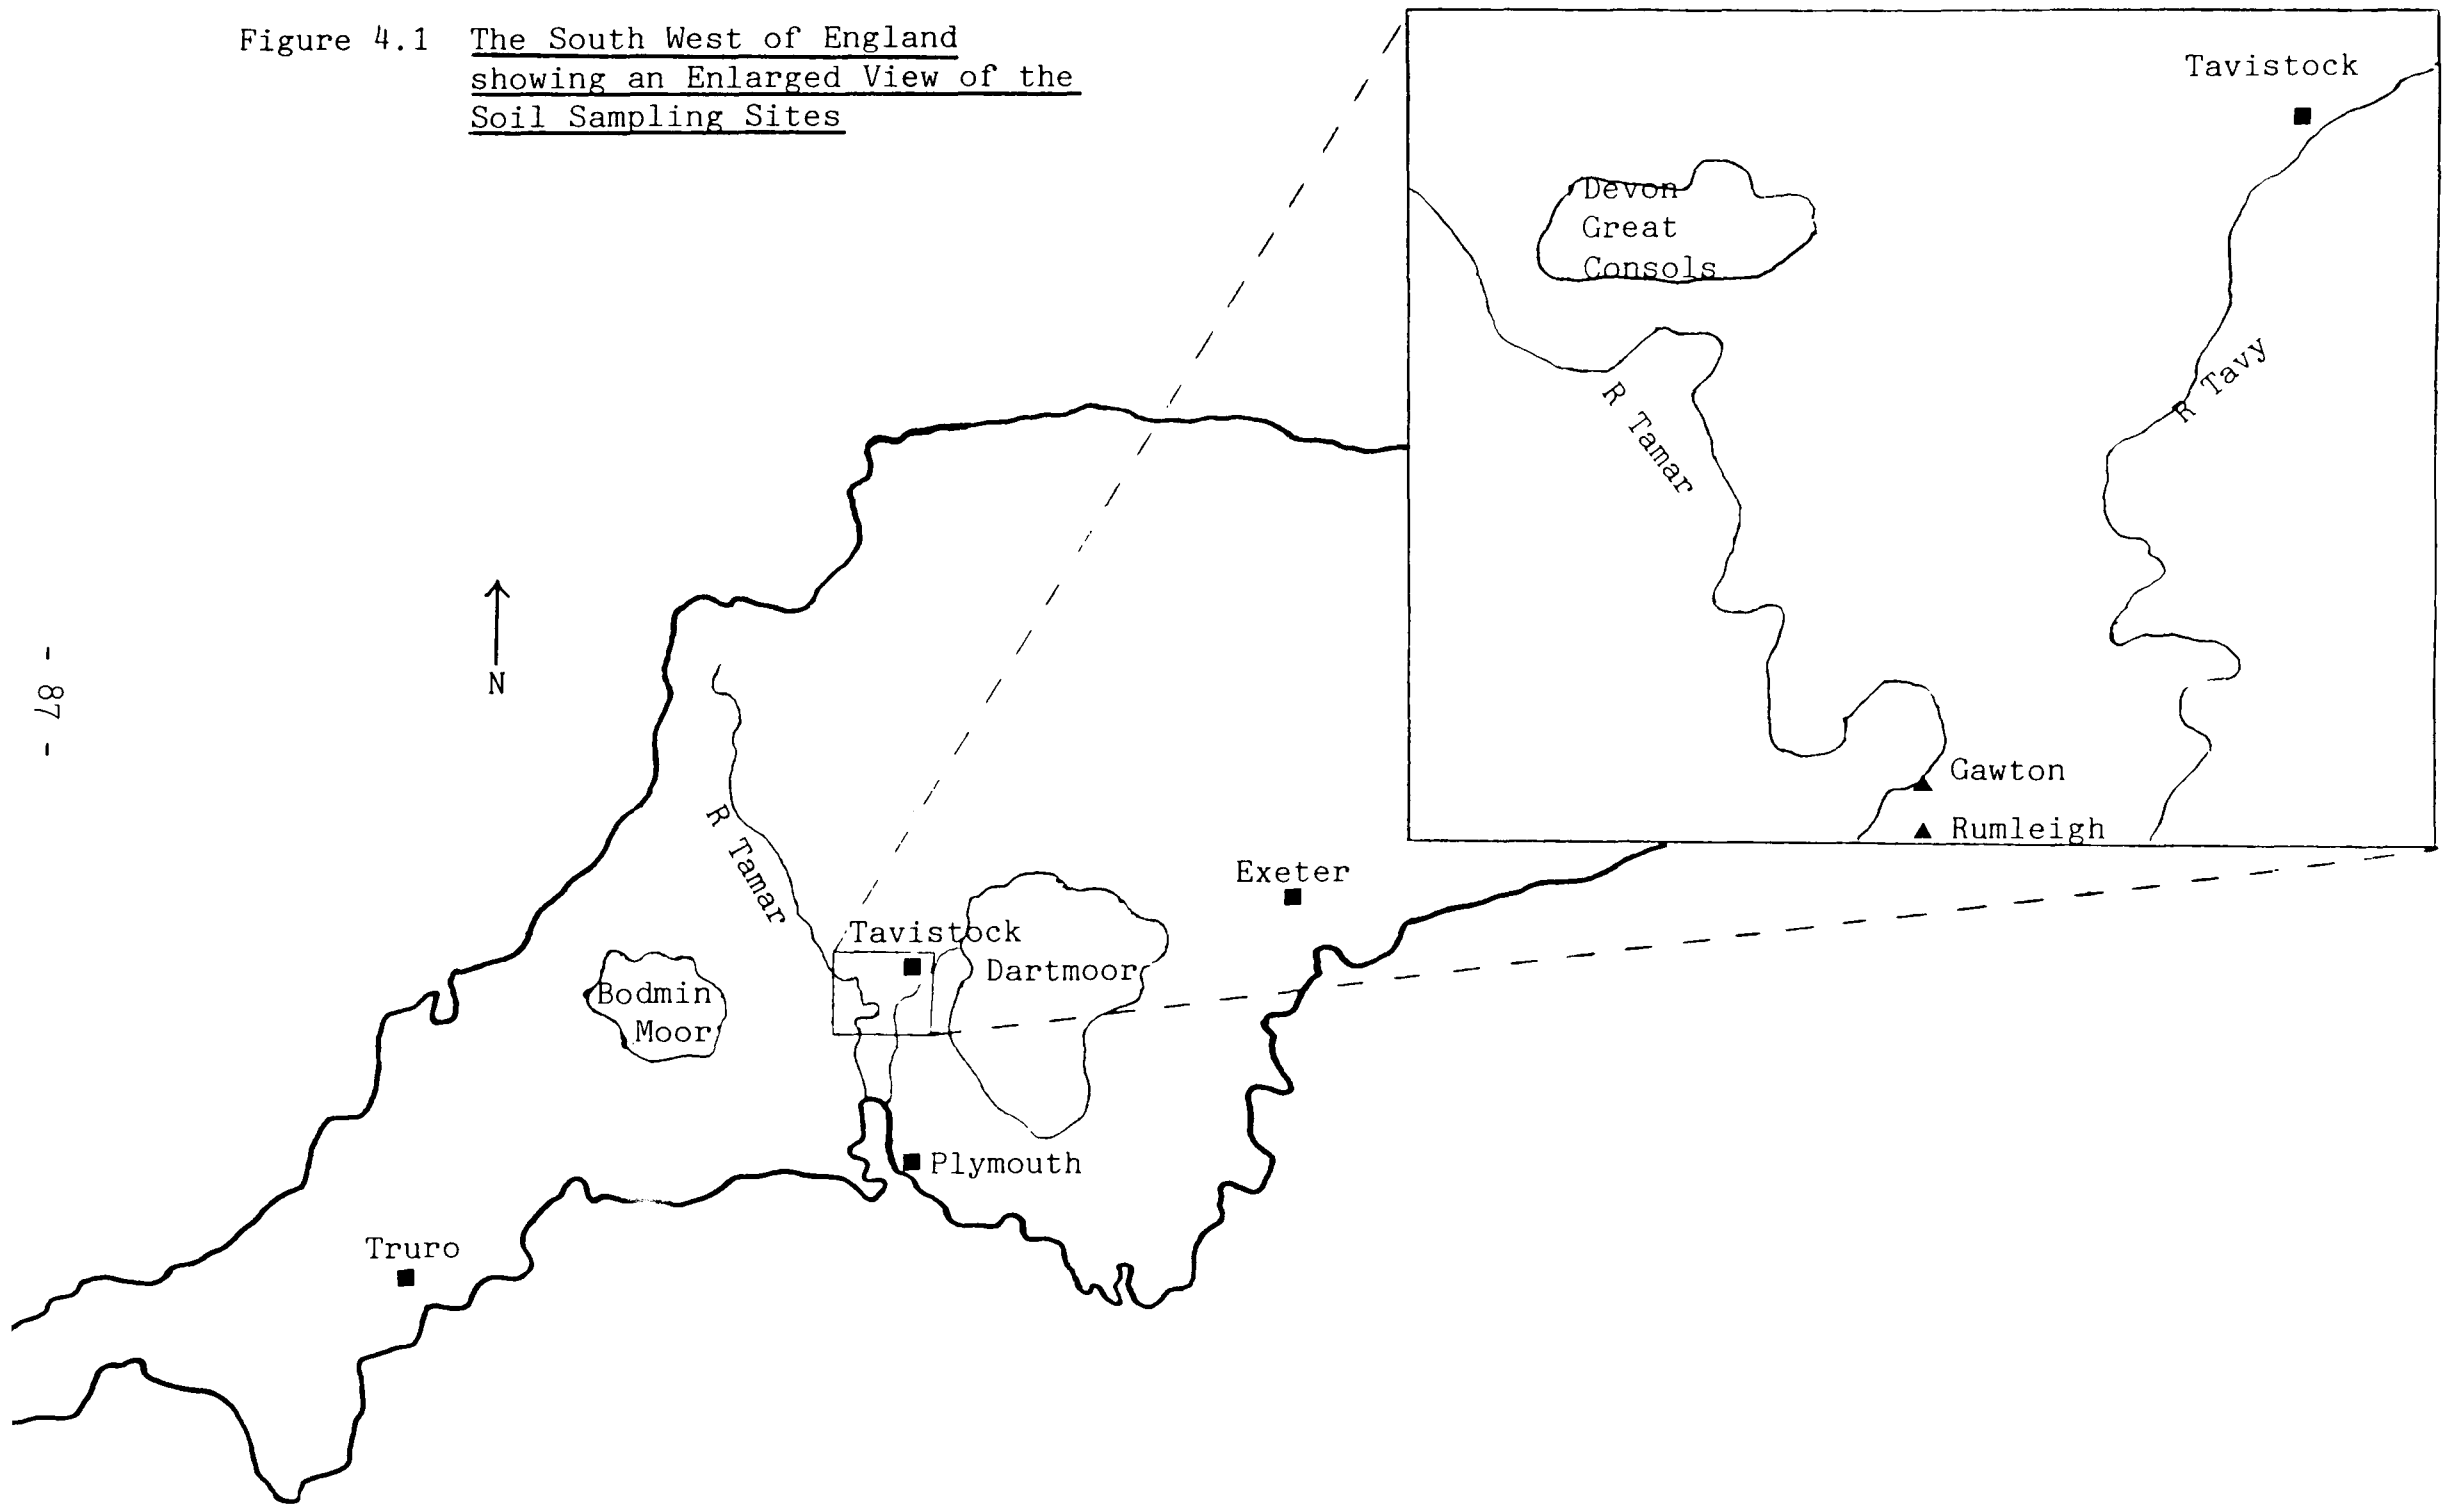 Figure 4.1 The South West of England
showing an Enlarged View of the
Soil Sampling Sites
Tavistock
Devon
Great
Consols
R Tavy
R Tamar
Gawton
Rumleigh
N
R Tamar
Exeter
Tavistock
Dartmoor
Bodmin
Moor
Plymouth
Truro
- 87 -